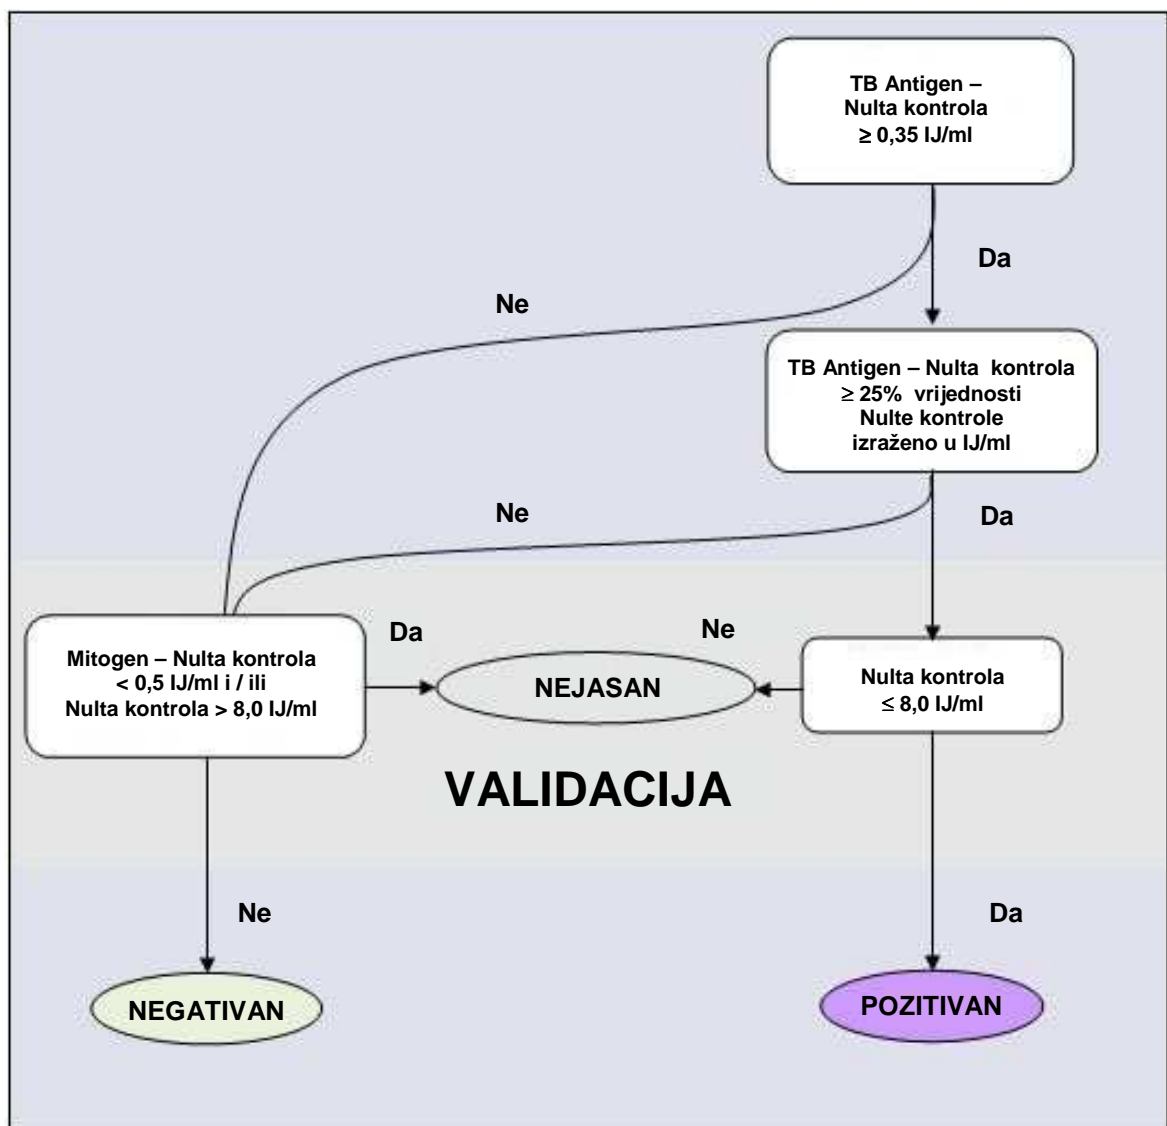 TB Antigen –
Nulta kontrola
≥ 0,35 IJ/ml
Da
Ne
TB Antigen – Nulta kontrola
≥ 25% vrijednosti
Nulte kontrole
izraženo u IJ/ml
Ne
Da
Mitogen – Nulta kontrola
< 0,5 IJ/ml i / ili
Nulta kontrola > 8,0 IJ/ml
Da
NEJASAN
Ne
Nulta kontrola
≤ 8,0 IJ/ml
VALIDACIJA
Ne
Da
NEGATIVAN
POZITIVAN